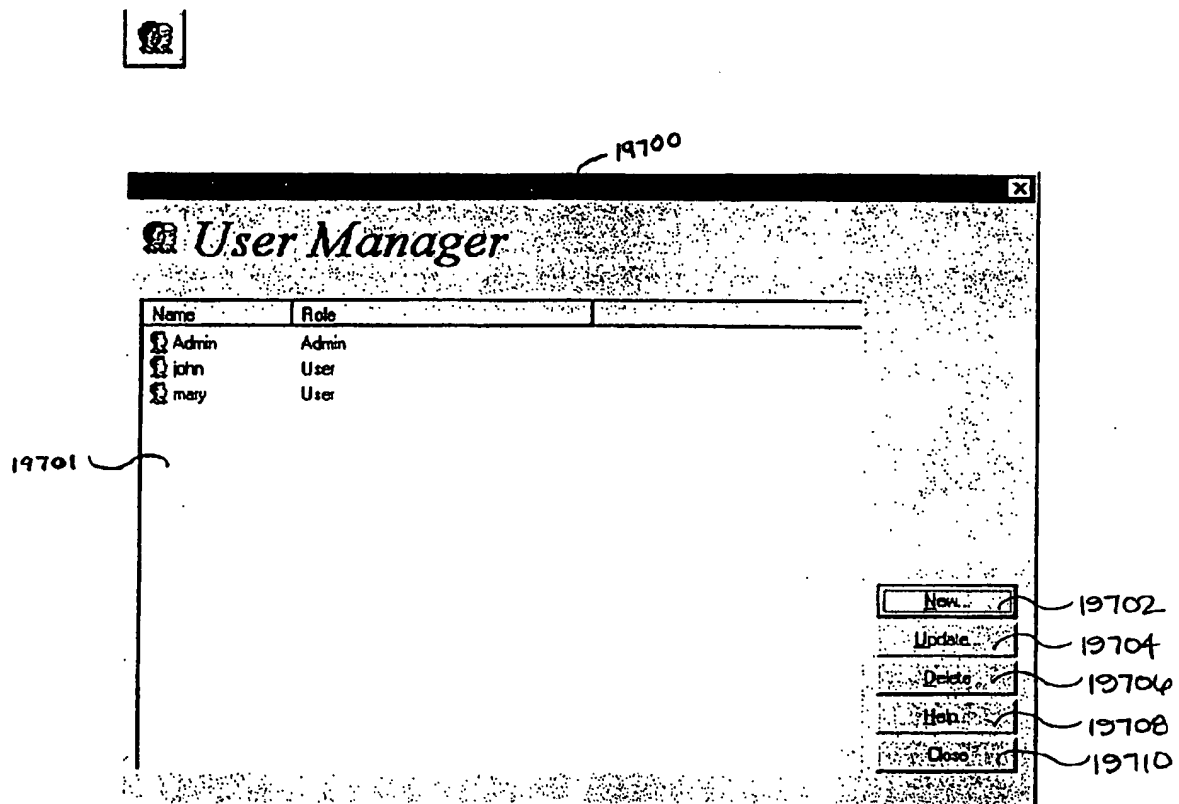 19700
User Manager
Name Role
Admin Admin
john User
mary User
19701
New... 19702
Update... 19704
Delete 19706
Help... 19708
Close 19710